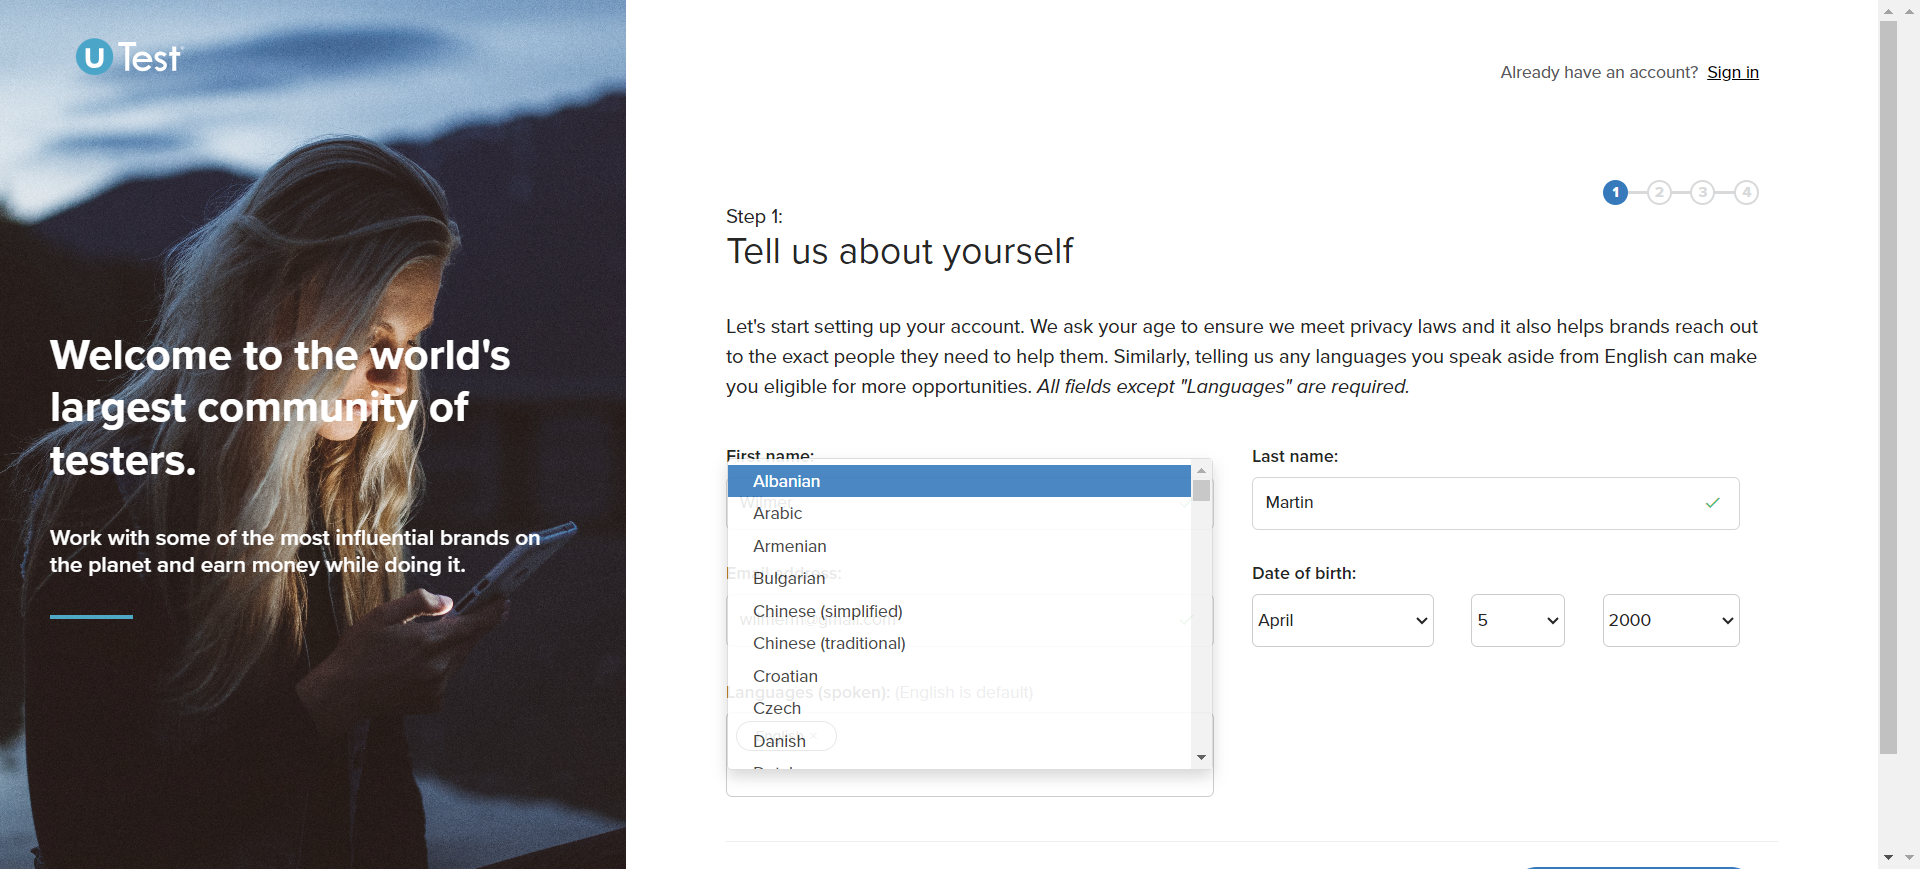 U Test
Already have an account? Sign in
1 2 3 4
Step 1:
Tell us about yourself
Let's start setting up your account. We ask your age to ensure we meet privacy laws and it also helps brands reach out
to the exact people they need to help them. Similarly, telling us any languages you speak aside from English can make
you eligible for more opportunities. All fields except "Languages" are required.
Welcome to the world's
largest community of
testers.
Work with some of the most influential brands on
the planet and earn money while doing it.
First name:
Wilmer
Last name:
Martin
Email address:
wilmerm@gmail.com
Date of birth:
April
5
2000
Languages (spoken): (English is default)
Albanian
Arabic
Armenian
Bulgarian
Chinese (simplified)
Chinese (traditional)
Croatian
Czech
Danish